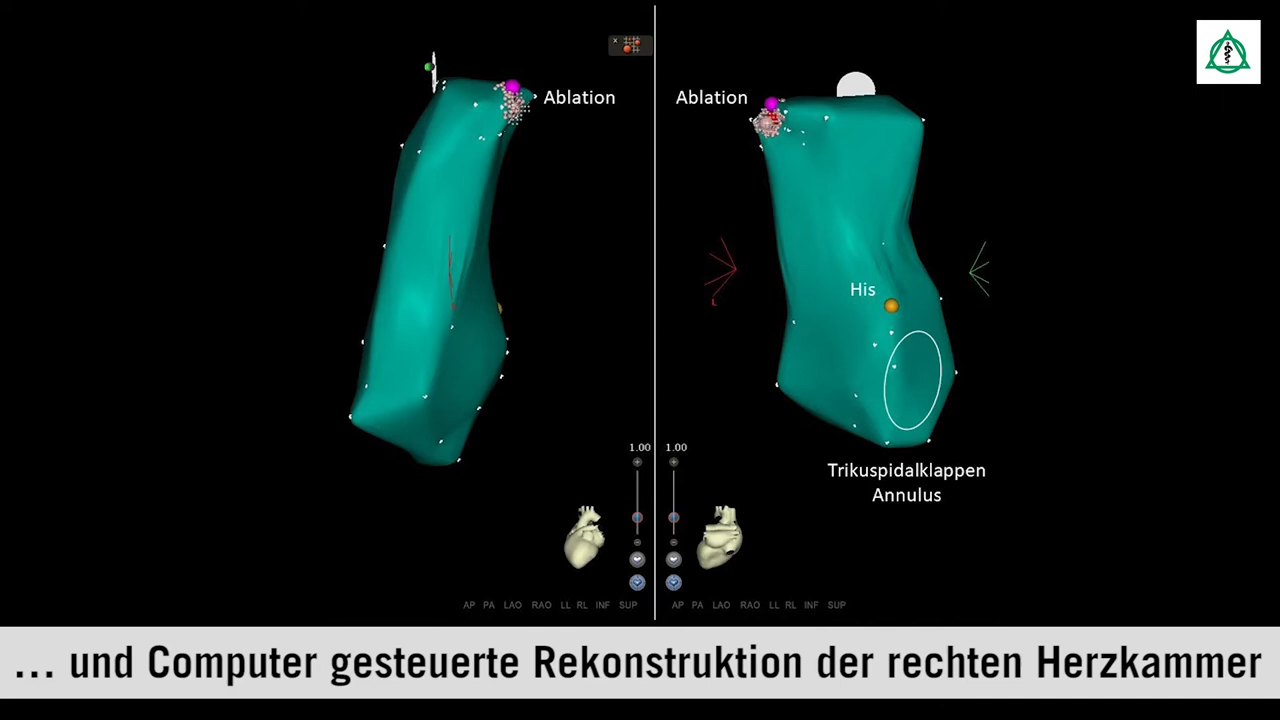 Ablation
Ablation
His
1.00
1.00
Trikuspidalklappen
Annulus
AP PA LAO RAO LL RL INF SUP
AP PA LAO RAO LL RL INF SUP
... und Computer gesteuerte Rekonstruktion der rechten Herzkammer